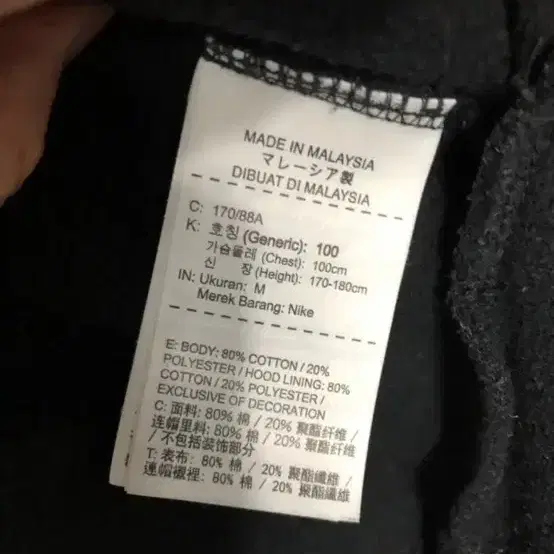 MADE IN MALAYSIA
マレーシア製
DIBUAT DI MALAYSIA
C: 170/88A
K: 호칭 (Generic): 100
가슴둘레 (Chest): 100cm
신 장 (Height): 170-180cm
IN: Ukuran: M
Merek Barang: Nike
E: BODY: 80% COTTON / 20%
POLYESTER / HOOD LINING: 80%
COTTON / 20% POLYESTER /
EXCLUSIVE OF DECORATION
C: 面料: 80% 棉 / 20% 聚酯纤维 /
连帽里料: 80% 棉 / 20% 聚酯纤维
/ 不包括装饰部分
T: 表布: 80% 棉 / 20% 聚酯纖維 /
連帽襯裡: 80% 棉 / 20% 聚酯纖維